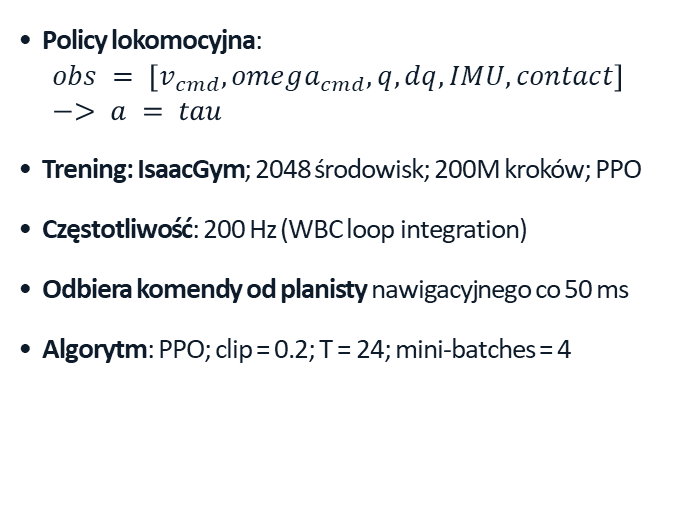 • Policy lokomocyjna:
obs = [v_cmd, omega_cmd, q, dq, IMU, contact]
−> a = tau
• Trening: IsaacGym; 2048 środowisk; 200M kroków; PPO
• Częstotliwość: 200 Hz (WBC loop integration)
• Odbiera komendy od planisty nawigacyjnego co 50 ms
• Algorytm: PPO; clip = 0.2; T = 24; mini-batches = 4